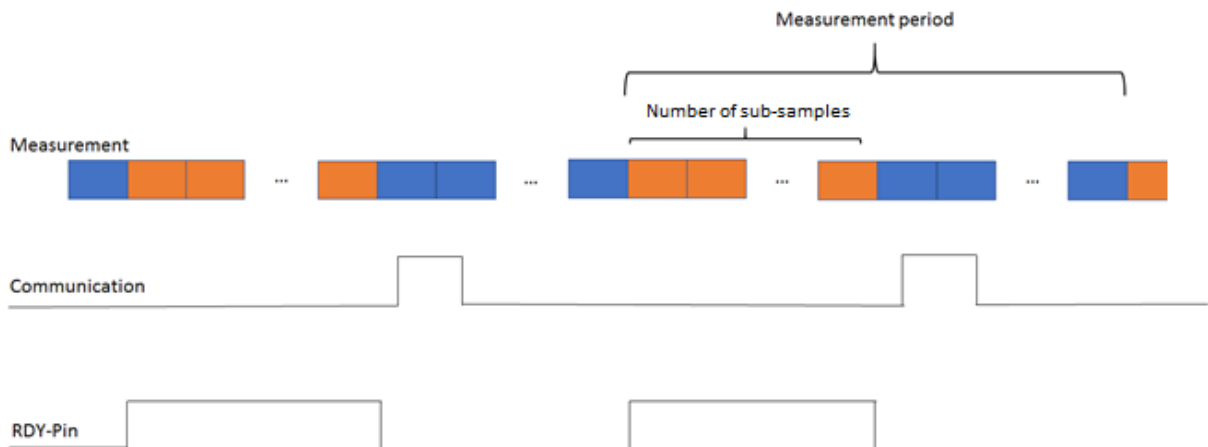 Measurement period
Number of sub-samples
Measurement
... ... ... ...
Communication
RDY-Pin